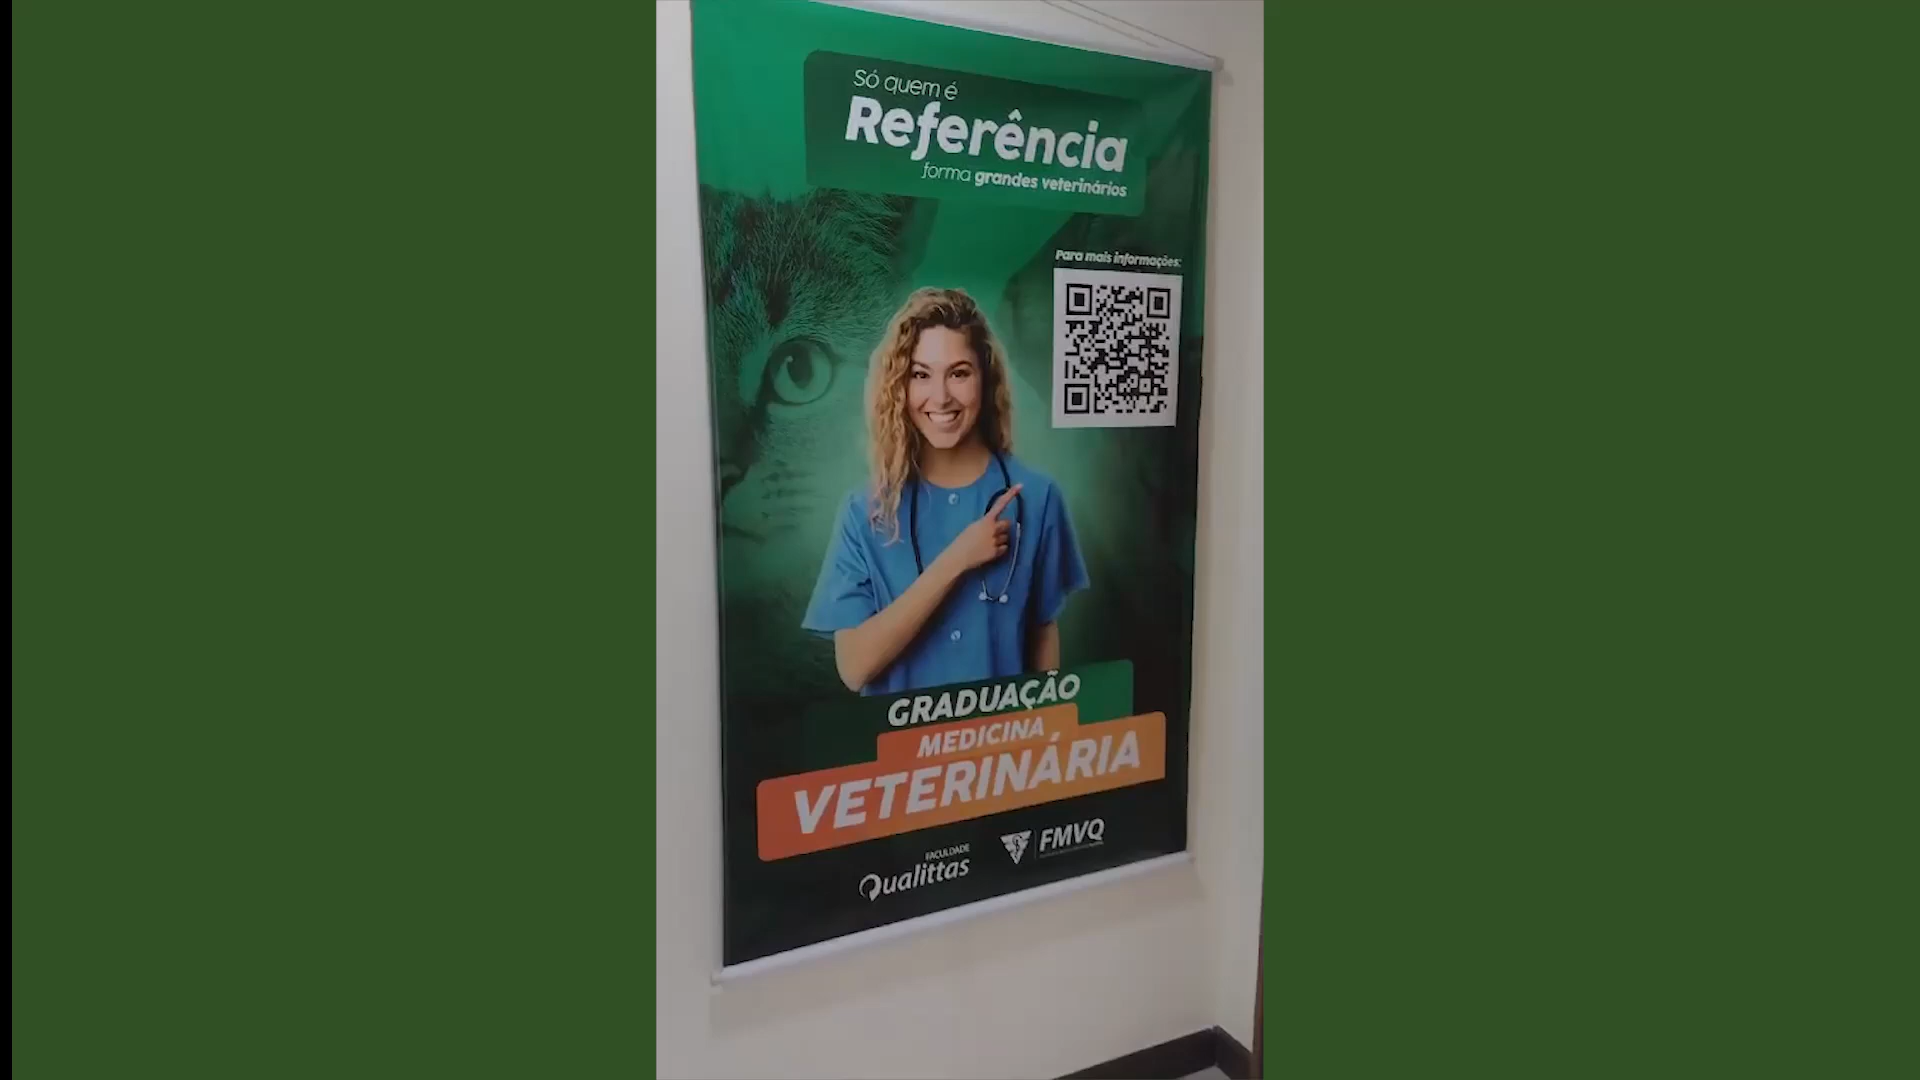 Só quem é
Referência
forma grandes veterinários
Para mais informações:
GRADUAÇÃO
MEDICINA
VETERINÁRIA
FACULDADE
Qualittas
FMVQ